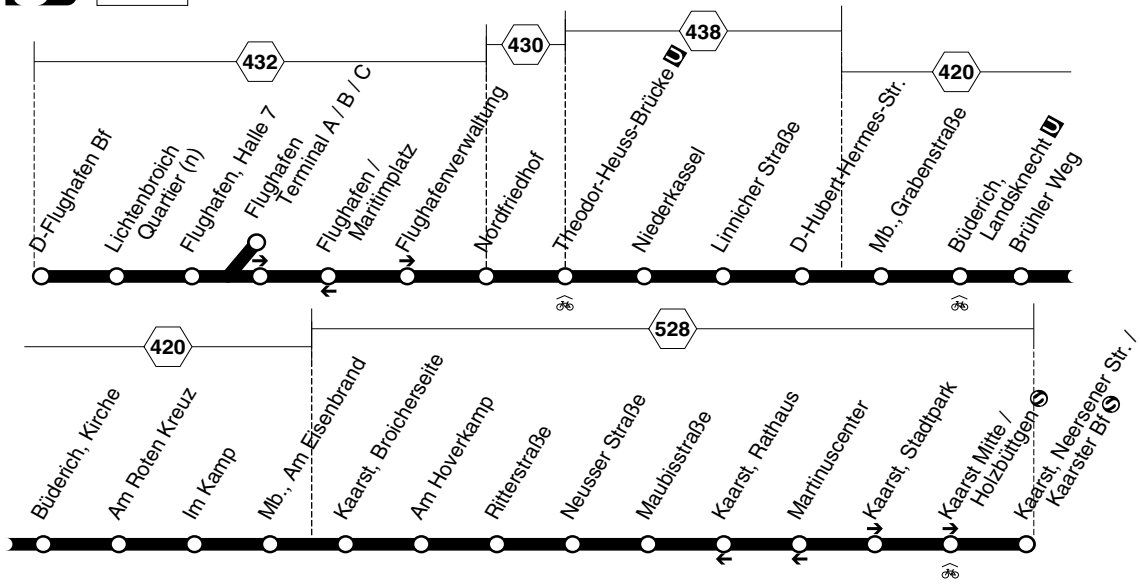 432
430
438
420
D-Flughafen Bf
Lichtenbroich
Quartier (n)
Flughafen, Halle 7
Flughafen
Terminal A / B / C
Flughafen /
Maritimplatz
Flughafenverwaltung
Nordfriedhof
Theodor-Heuss-Brücke U
Niederkassel
Linnicher Straße
D-Hubert-Hermes-Str.
Mb., Grabenstraße
Büderich,
Landsknecht U
Brühler Weg
420
528
Büderich, Kirche
Am Roten Kreuz
Im Kamp
Mb., Am Eisenbrand
Kaarst, Broicherseite
Am Hoverkamp
Ritterstraße
Neusser Straße
Maubisstraße
Kaarst, Rathaus
Martinuscenter
Kaarst, Stadtpark
Kaarst Mitte /
Holzbüttgen S
Kaarst, Neersener Str. /
Kaarster Bf S